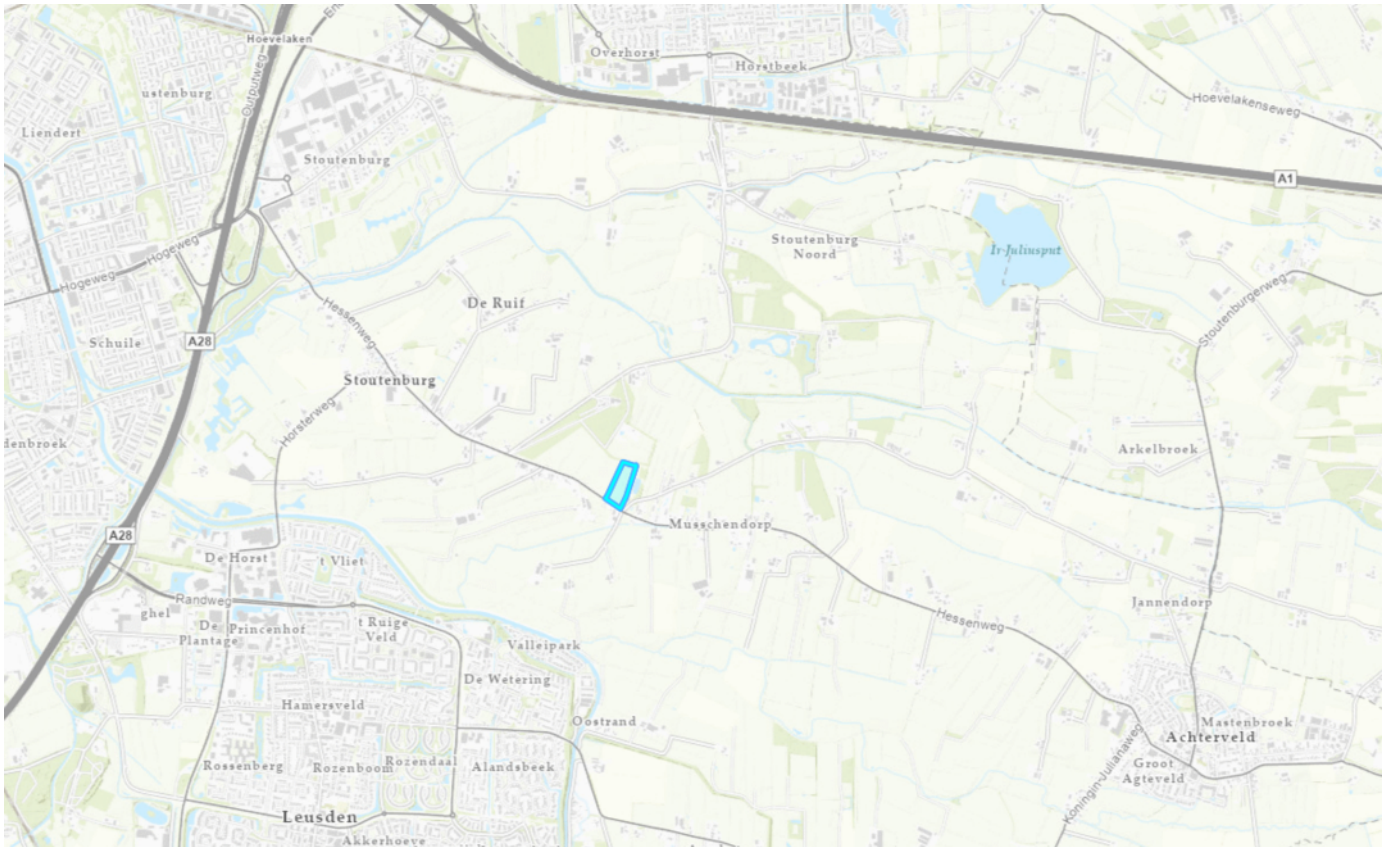 Hoevelaken
Overhorst
Horstbeek
Outputweg
ustenburg
Hoevelakenseweg
Liendert
Stoutenburg
A1
Hogeweg
Hogeweg
Stoutenburg
Noord
Ir-Juliusput
Hessenweg
De Ruif
Stoutenburgerweg
Schuile
A28
Stoutenburg
Horsterweg
denbroek
Arkelbroek
Musschendorp
A28
De Horst
't Vliet
Randweg
ghel
De
Plantage
Princenhof
t Ruige
Veld
Hessenweg
Jannendorp
Valleipark
De Wetering
Hamersveld
Oostrand
Mastenbroek
Achterveld
Koningin-Julianaweg
Groot
Agteveld
Rossenberg
Rozenboom
Rozendaal
Alandsbeek
Leusden
Akkerhoeve